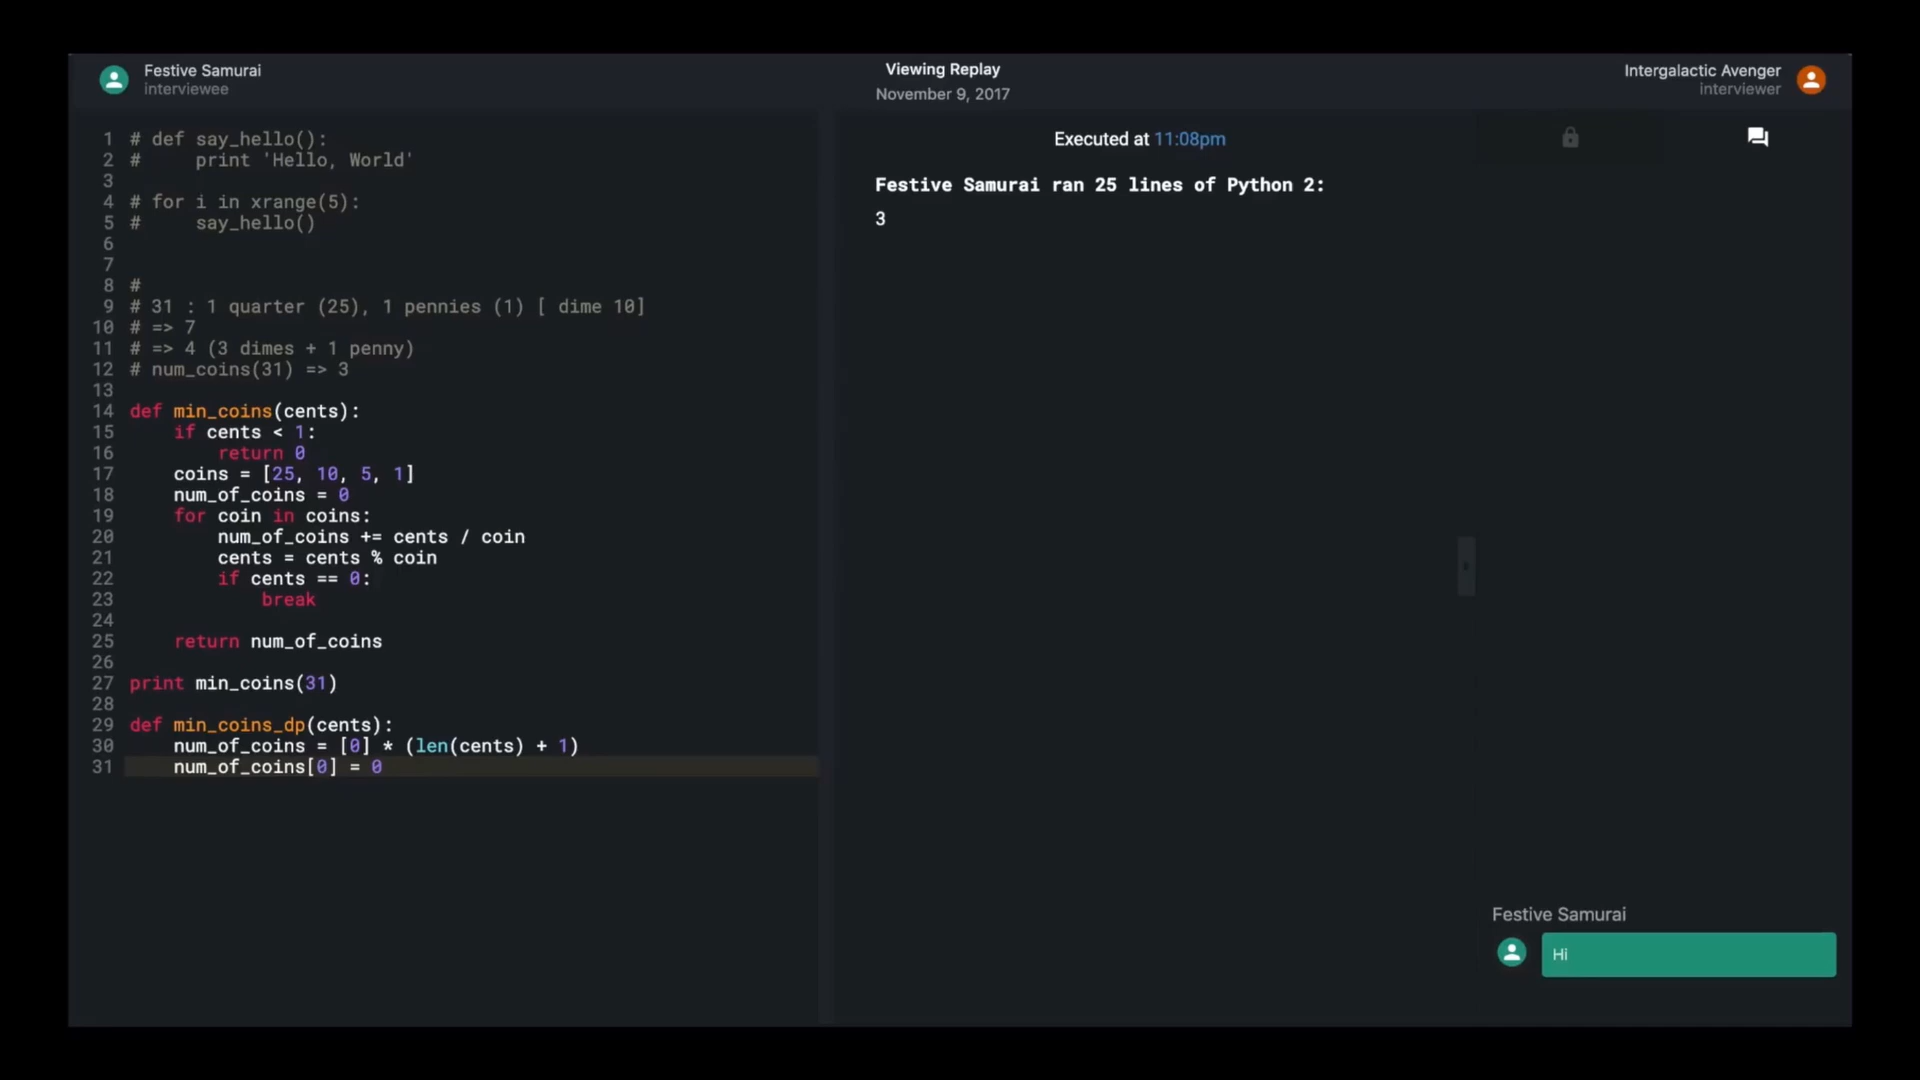 Festive Samurai
interviewee
Viewing Replay
November 9, 2017
Intergalactic Avenger
interviewer
1 # def say_hello():
2 #     print 'Hello, World'
3
4 # for i in xrange(5):
5 #     say_hello()
6
7
8 #
9 # 31 : 1 quarter (25), 1 pennies (1) [ dime 10]
10 # => 7
11 # => 4 (3 dimes + 1 penny)
12 # num_coins(31) => 3
13
14 def min_coins(cents):
15     if cents < 1:
16         return 0
17     coins = [25, 10, 5, 1]
18     num_of_coins = 0
19     for coin in coins:
20         num_of_coins += cents / coin
21         cents = cents % coin
22         if cents == 0:
23             break
24
25     return num_of_coins
26
27 print min_coins(31)
28
29 def min_coins_dp(cents):
30     num_of_coins = [0] * (len(cents) + 1)
31     num_of_coins[0] = 0
Executed at 11:08pm
Festive Samurai ran 25 lines of Python 2:
3
Festive Samurai
Hi